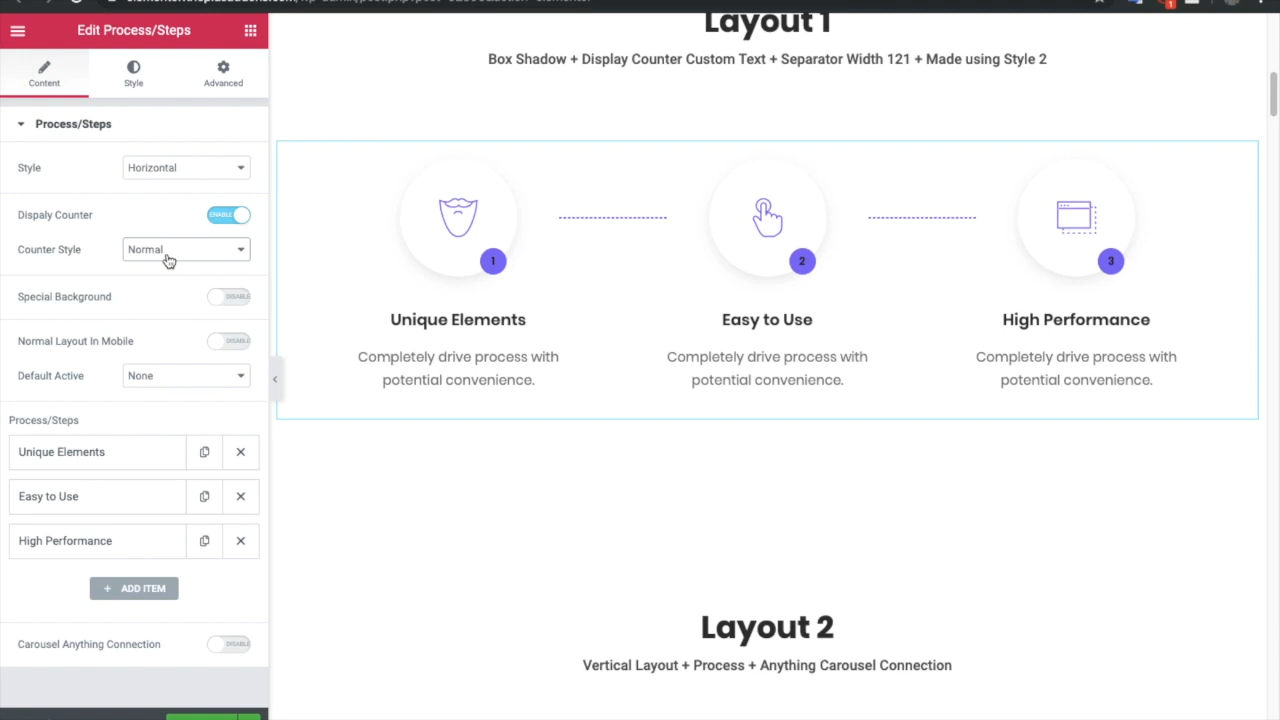 Edit Process/Steps
Content
Style
Advanced
Process/Steps
Style
Horizontal
Dispaly Counter
ENABLE
Counter Style
Normal
Special Background
DISABLE
Normal Layout In Mobile
DISABLE
Default Active
None
Process/Steps
Unique Elements
Easy to Use
High Performance
+ ADD ITEM
Carousel Anything Connection
DISABLE
Layout 1
Box Shadow + Display Counter Custom Text + Separator Width 121 + Made using Style 2
1
2
3
Unique Elements
Easy to Use
High Performance
Completely drive process with
potential convenience.
Completely drive process with
potential convenience.
Completely drive process with
potential convenience.
Layout 2
Vertical Layout + Process + Anything Carousel Connection